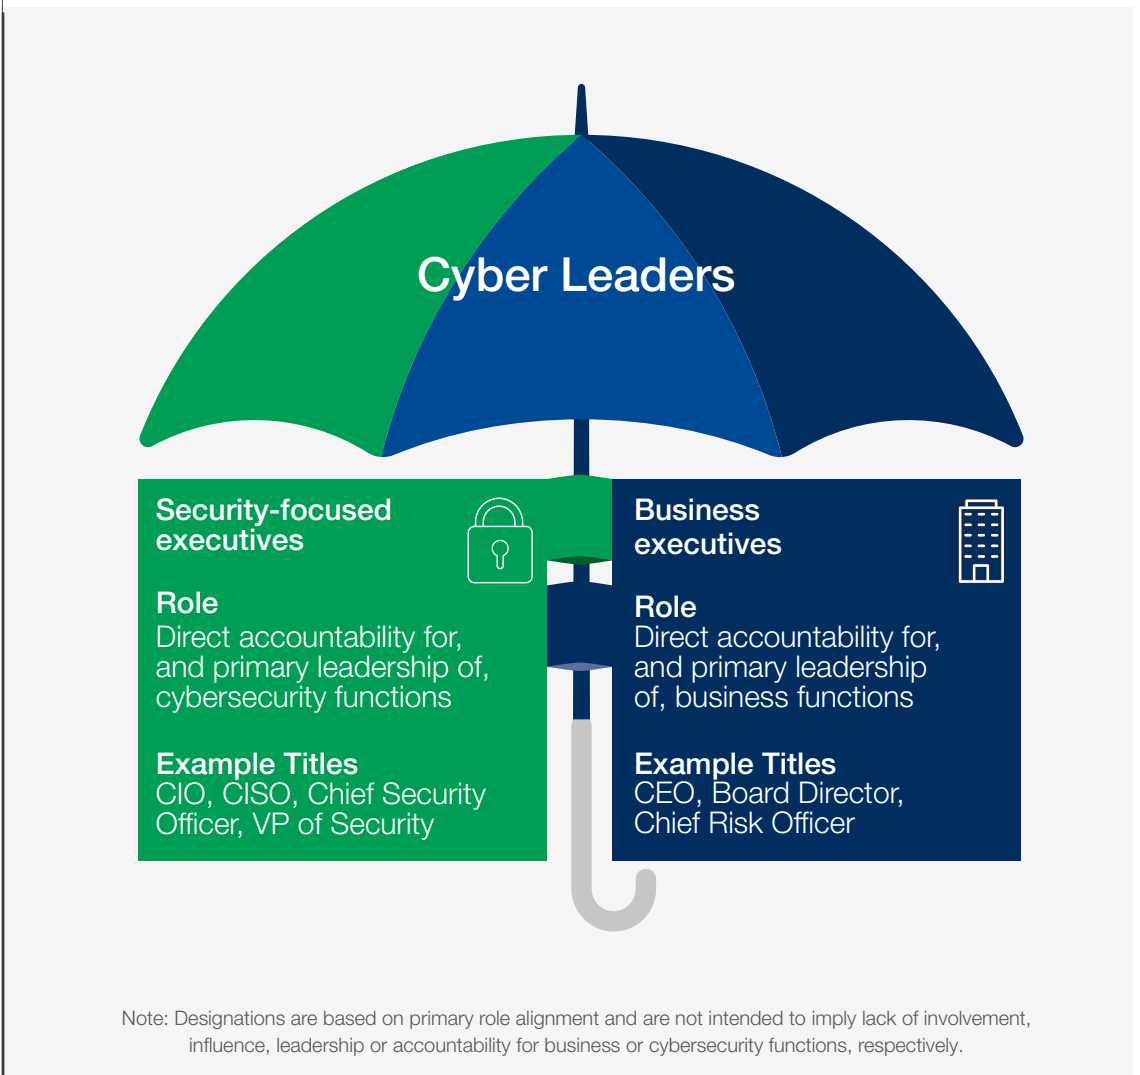 Cyber Leaders
Security-focused
executives
Role
Direct accountability for,
and primary leadership of,
cybersecurity functions
Example Titles
CIO, CISO, Chief Security
Officer, VP of Security
Business
executives
Role
Direct accountability for,
and primary leadership
of, business functions
Example Titles
CEO, Board Director,
Chief Risk Officer
Note: Designations are based on primary role alignment and are not intended to imply lack of involvement,
influence, leadership or accountability for business or cybersecurity functions, respectively.